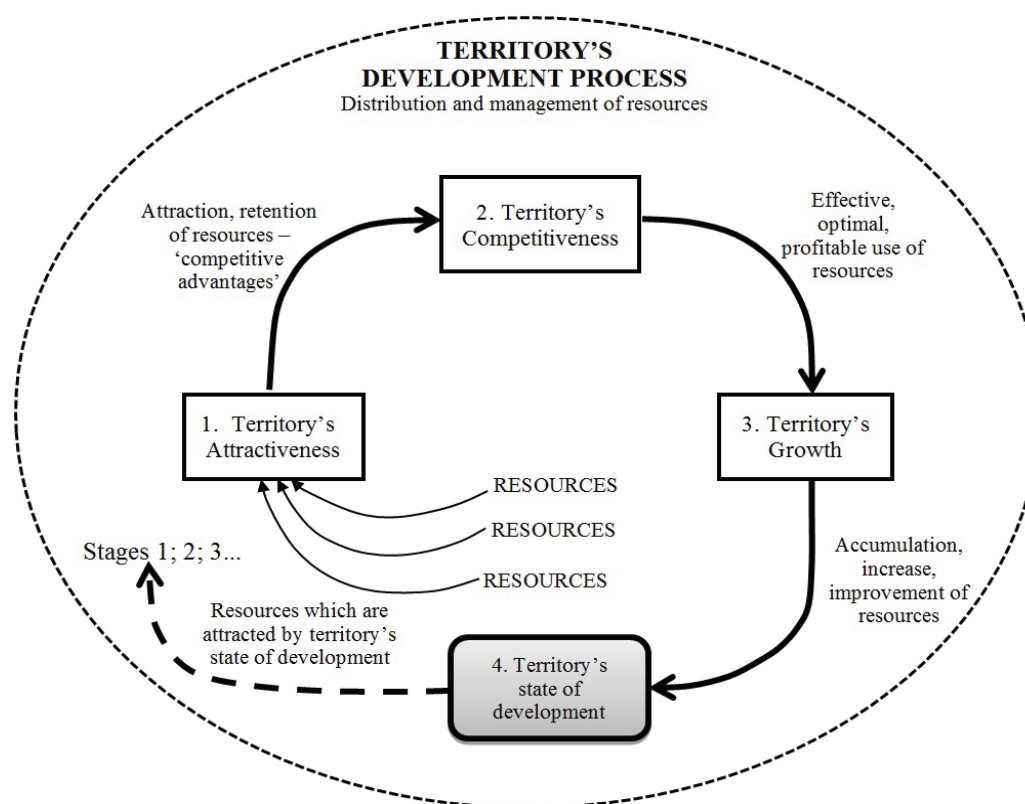 TERRITORY'S
DEVELOPMENT PROCESS
Distribution and management of resources
Attraction, retention
of resources –
‘competitive
advantages’
2. Territory’s
Competitiveness
Effective,
optimal,
profitable use of
resources
1. Territory’s
Attractiveness
3. Territory’s
Growth
RESOURCES
RESOURCES
RESOURCES
Stages 1; 2; 3...
Accumulation,
increase,
improvement of
resources
Resources which are
attracted by territory’s
state of development
4. Territory’s
state of
development